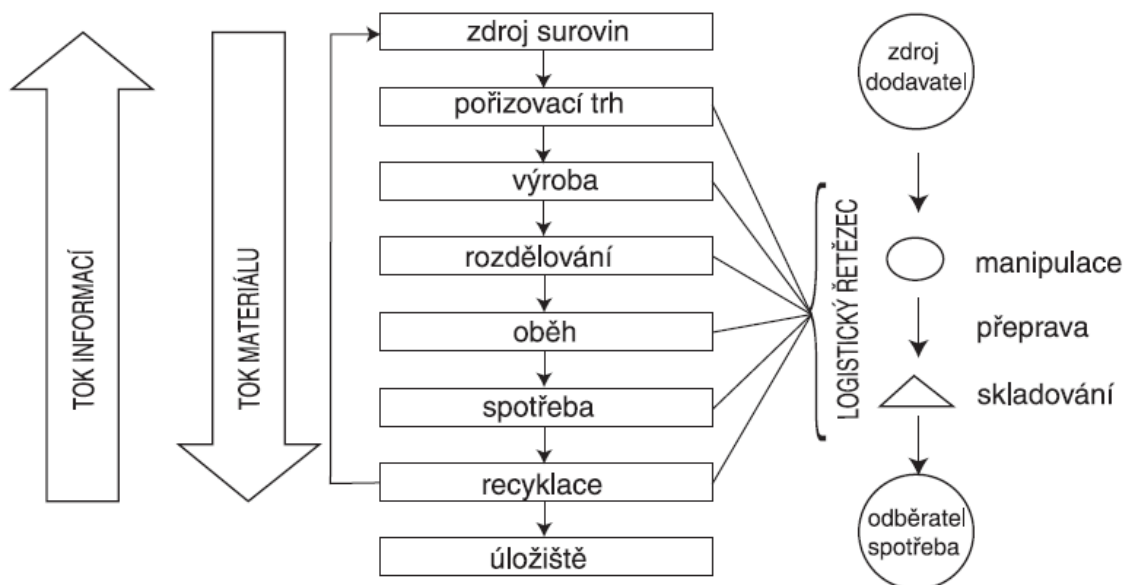 TOK INFORMACÍ
TOK MATERIÁLU
zdroj surovin
pořizovací trh
výroba
rozdělování
oběh
spotřeba
recyklace
úložiště
LOGISTICKÝ ŘETĚZEC
zdroj
dodavatel
manipulace
přeprava
skladování
odběratel
spotřeba